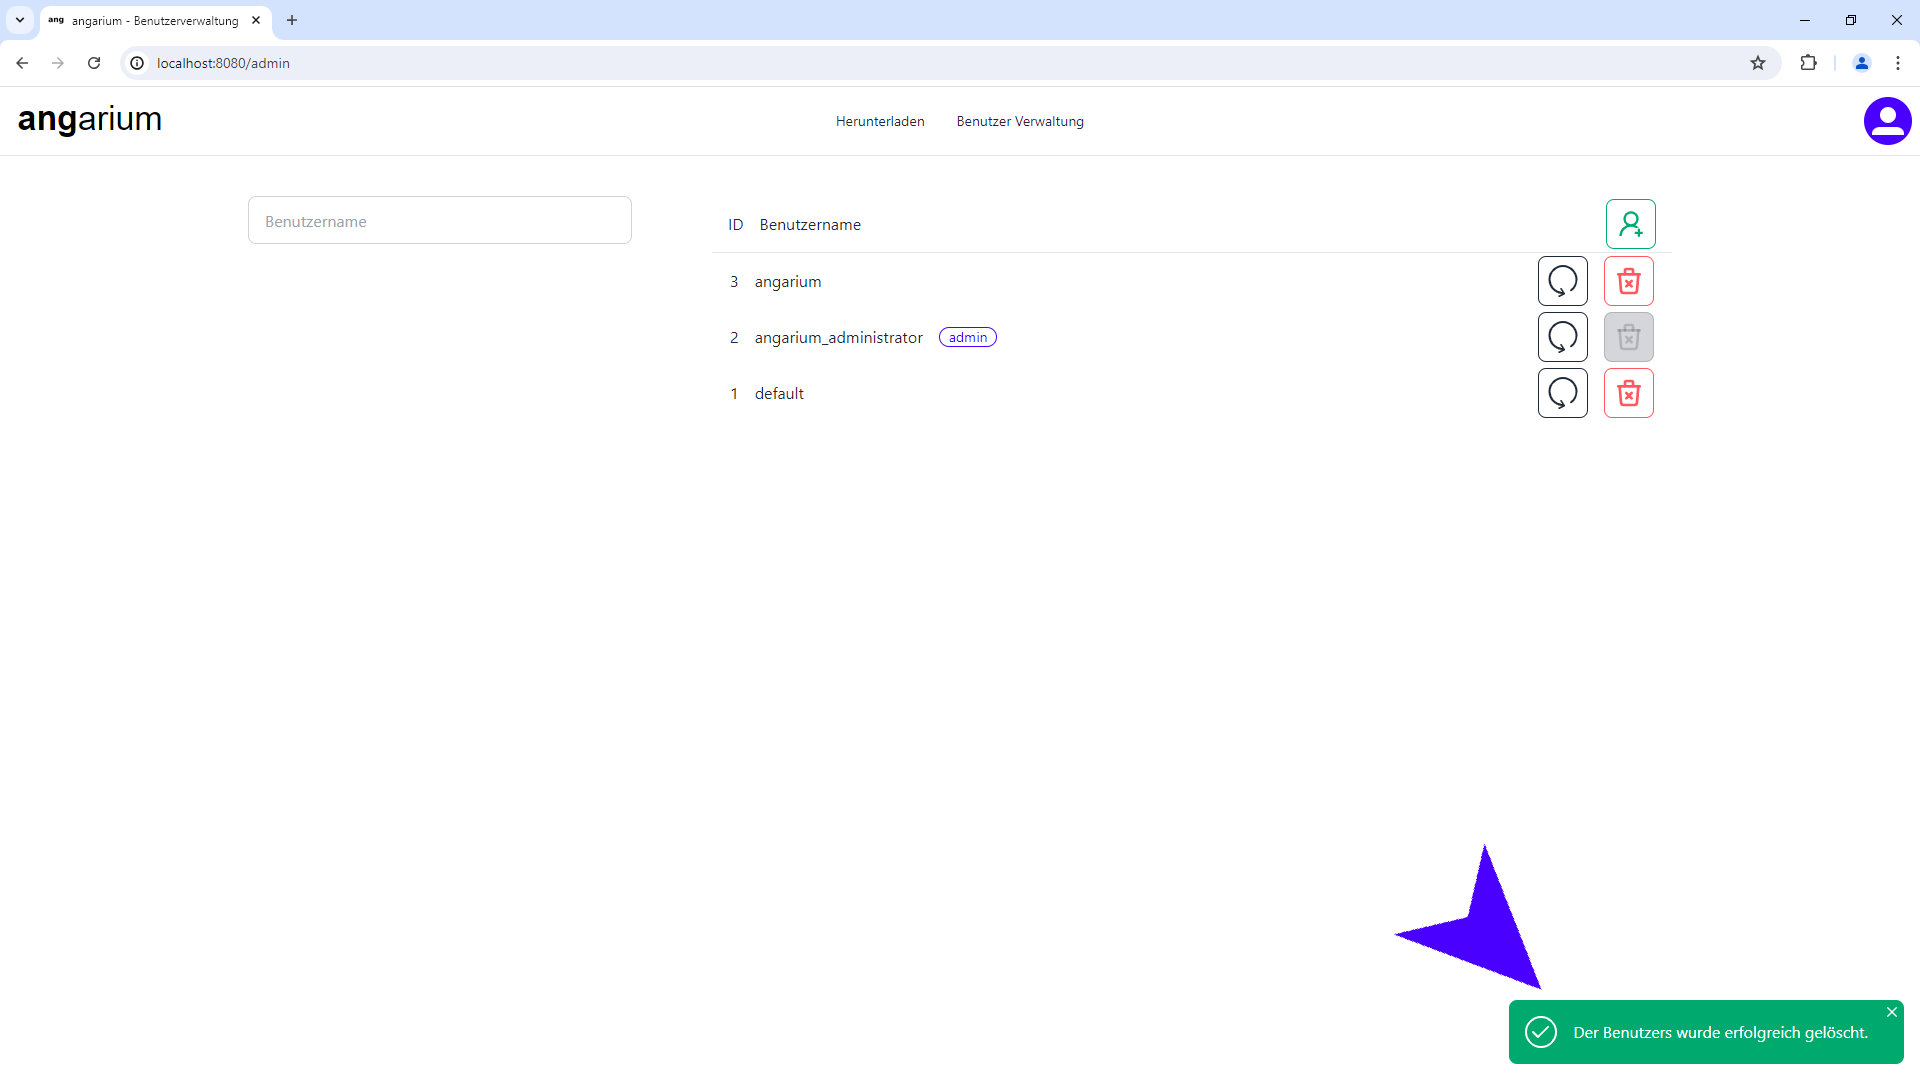 ang angarium - Benutzerverwaltung
localhost:8080/admin
angarium
Herunterladen Benutzer Verwaltung
Benutzername
ID Benutzername
3 angarium
2 angarium_administrator admin
1 default
Der Benutzers wurde erfolgreich gelöscht.